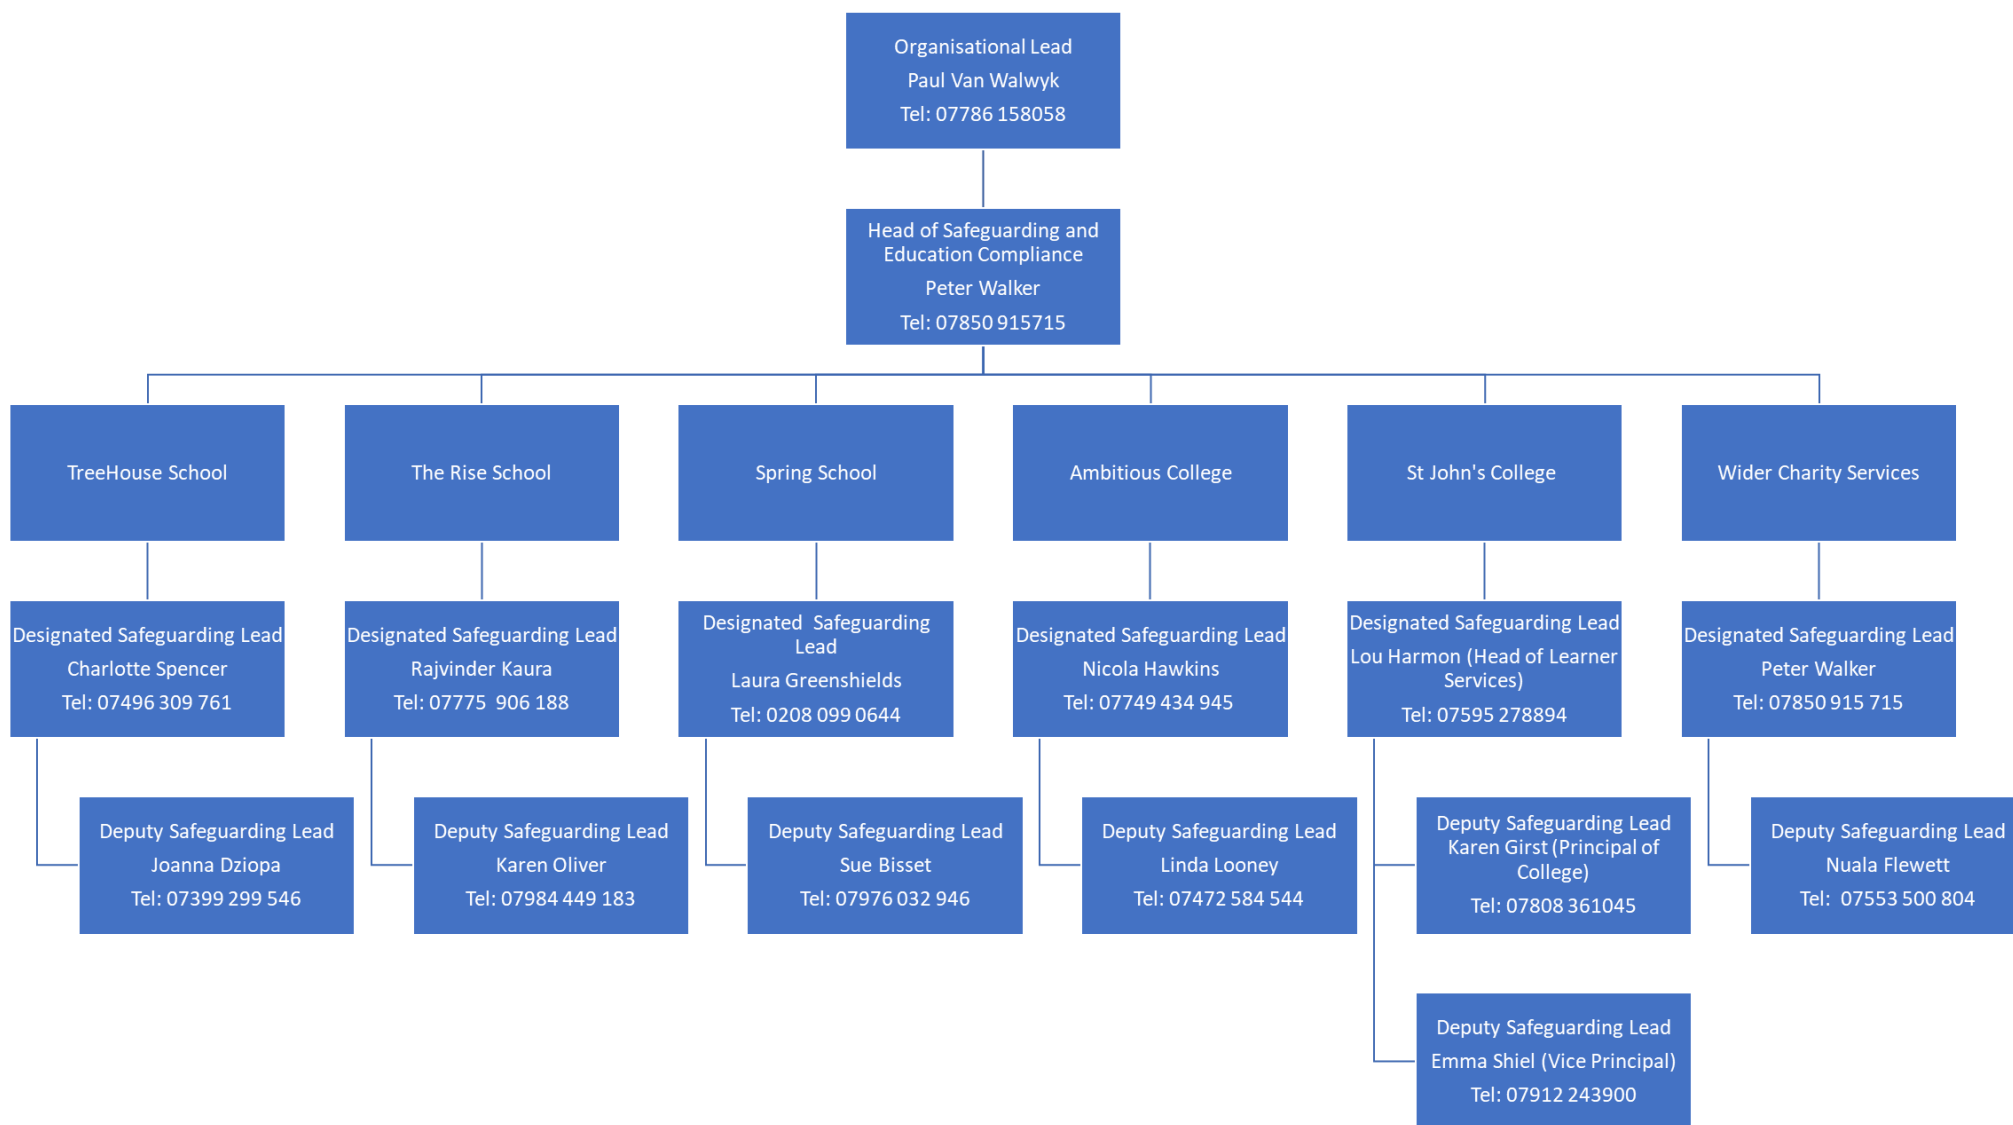 Organisational Lead
Paul Van Walwyk
Tel: 07786 158058
Head of Safeguarding and
Education Compliance
Peter Walker
Tel: 07850 915715
TreeHouse School
The Rise School
Spring School
Ambitious College
St John's College
Wider Charity Services
Designated Safeguarding Lead
Charlotte Spencer
Tel: 07496 309 761
Designated Safeguarding Lead
Rajvinder Kaura
Tel: 07775  906 188
Designated  Safeguarding
Lead
Laura Greenshields
Tel: 0208 099 0644
Designated Safeguarding Lead
Nicola Hawkins
Tel: 07749 434 945
Designated Safeguarding Lead
Lou Harmon (Head of Learner
Services)
Tel: 07595 278894
Designated Safeguarding Lead
Peter Walker
Tel: 07850 915 715
Deputy Safeguarding Lead
Joanna Dziopa
Tel: 07399 299 546
Deputy Safeguarding Lead
Karen Oliver
Tel: 07984 449 183
Deputy Safeguarding Lead
Sue Bisset
Tel: 07976 032 946
Deputy Safeguarding Lead
Linda Looney
Tel: 07472 584 544
Deputy Safeguarding Lead
Karen Girst (Principal of
College)
Tel: 07808 361045
Deputy Safeguarding Lead
Nuala Flewett
Tel:  07553 500 804
Deputy Safeguarding Lead
Emma Shiel (Vice Principal)
Tel: 07912 243900